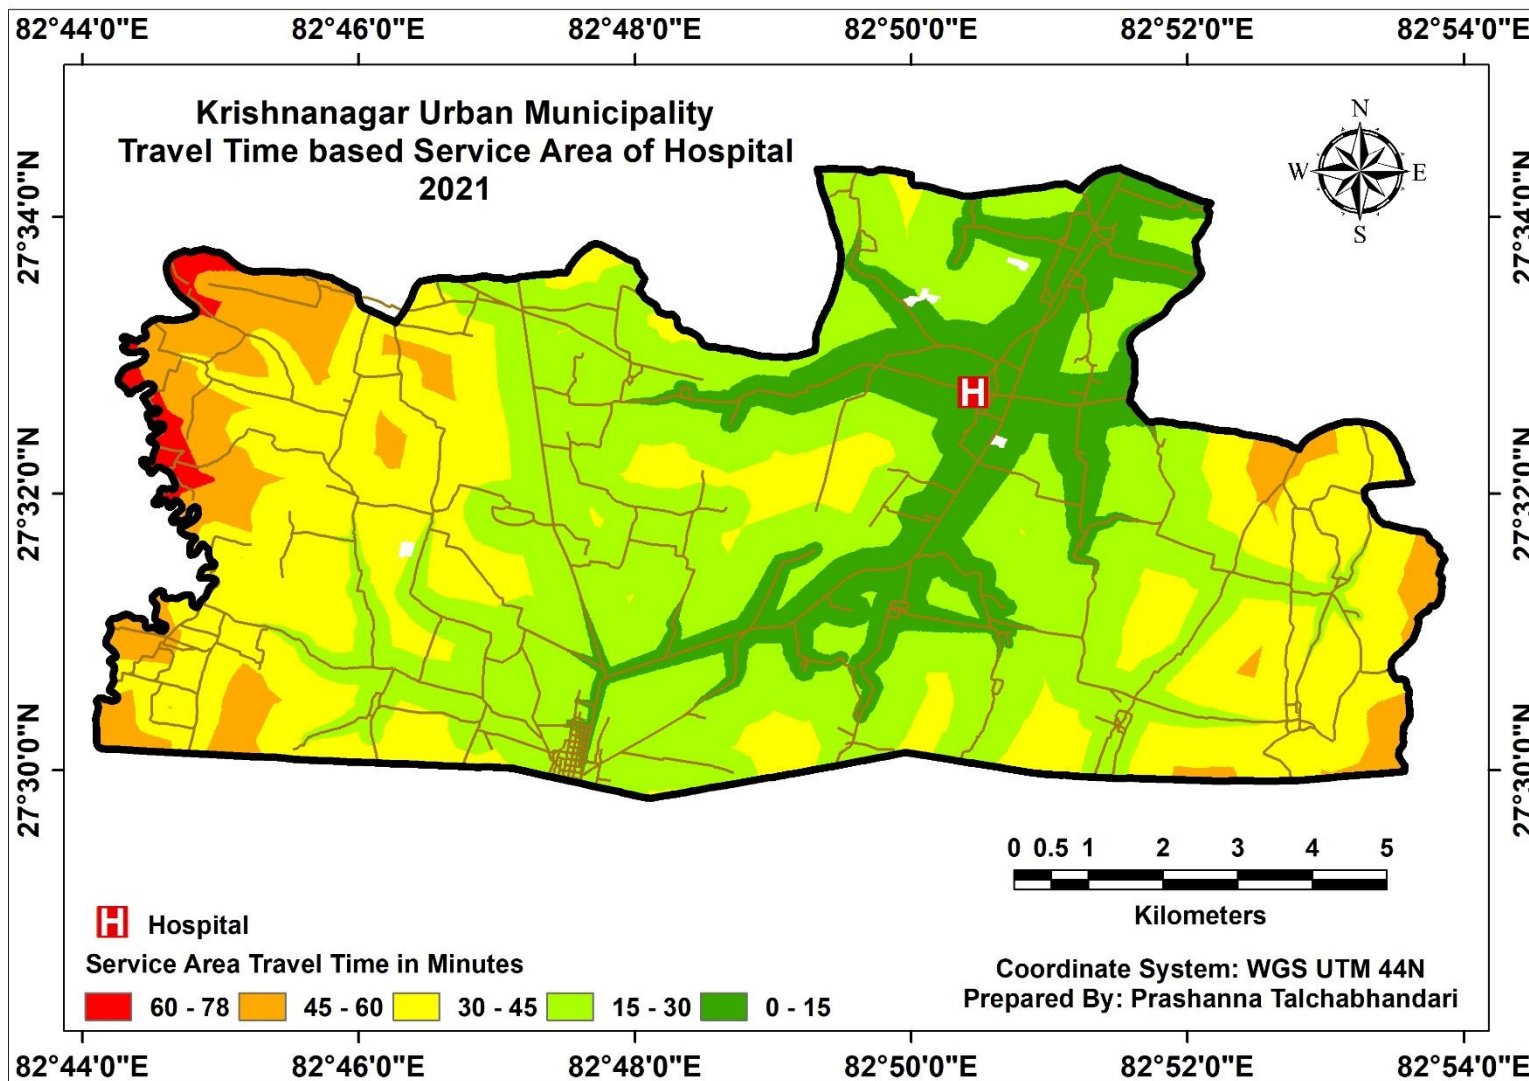 82°44'0"E 82°46'0"E 82°48'0"E 82°50'0"E 82°52'0"E 82°54'0"E
Krishnanagar Urban Municipality
Travel Time based Service Area of Hospital
2021
N
W E
S
27°34'0"N 27°34'0"N
H
27°32'0"N 27°32'0"N
27°30'0"N 27°30'0"N
0 0.5 1 2 3 4 5
Kilometers
H Hospital
Service Area Travel Time in Minutes
60 - 78 45 - 60 30 - 45 15 - 30 0 - 15
Coordinate System: WGS UTM 44N
Prepared By: Prashanna Talchabhandari
82°44'0"E 82°46'0"E 82°48'0"E 82°50'0"E 82°52'0"E 82°54'0"E